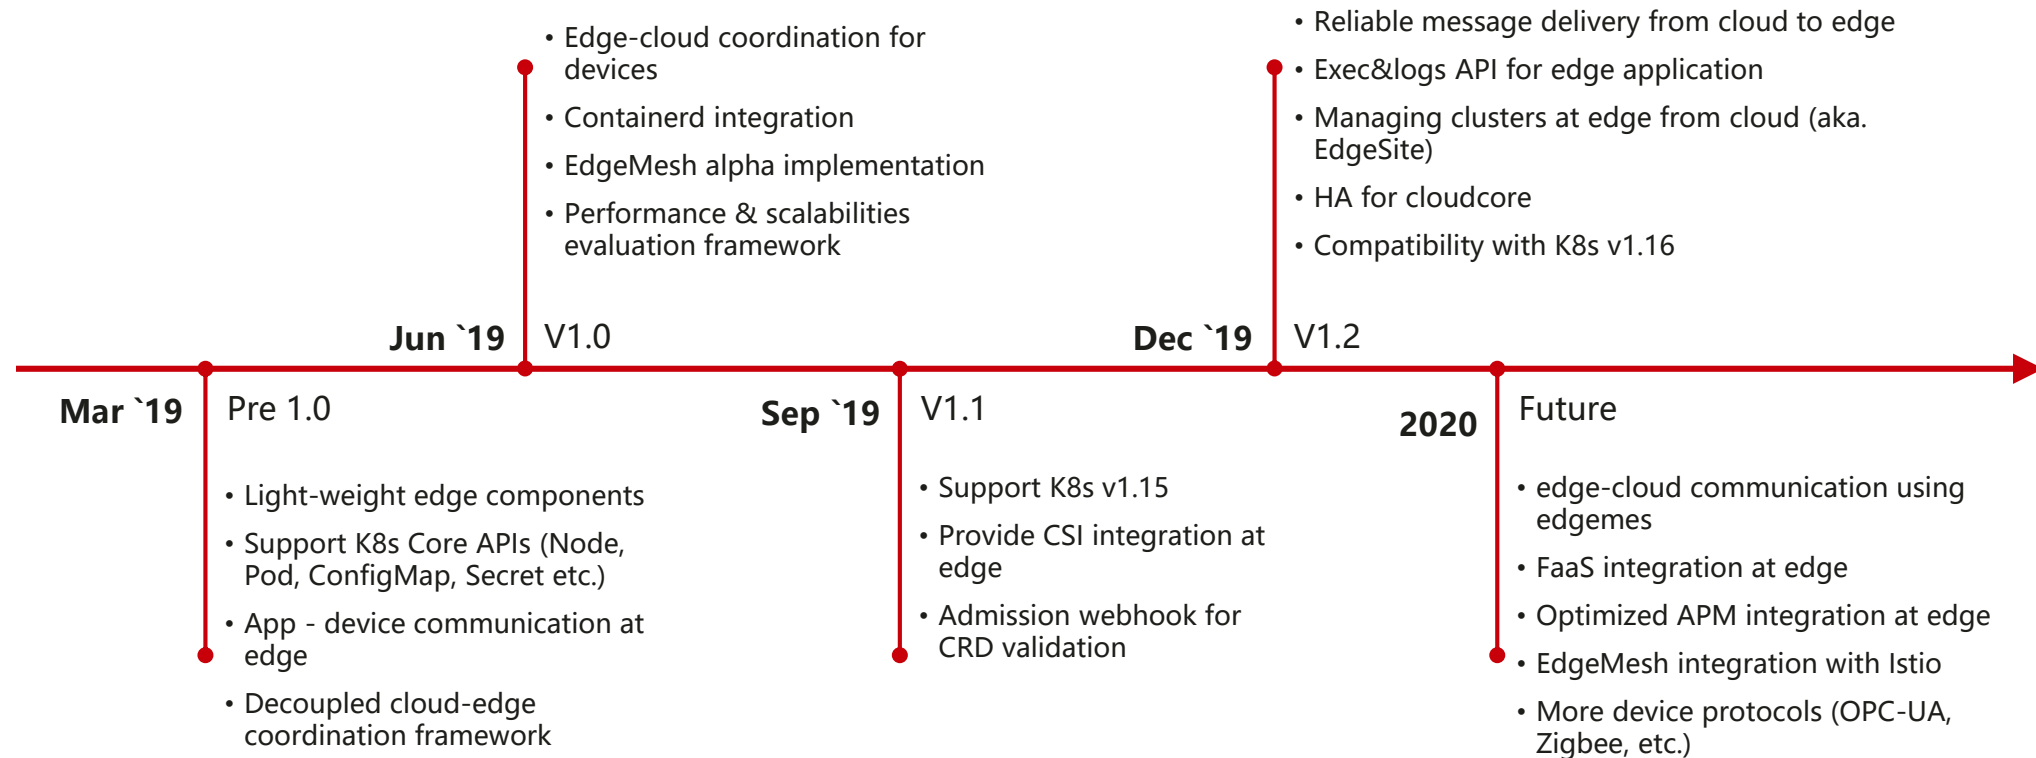 Mar `19
Pre 1.0
• Light-weight edge components
• Support K8s Core APIs (Node,
Pod, ConfigMap, Secret etc.)
• App - device communication at
edge
• Decoupled cloud-edge
coordination framework
• Edge-cloud coordination for
devices
• Containerd integration
• EdgeMesh alpha implementation
• Performance & scalabilities
evaluation framework
Jun `19
V1.0
Sep `19
V1.1
• Support K8s v1.15
• Provide CSI integration at
edge
• Admission webhook for
CRD validation
• Reliable message delivery from cloud to edge
• Exec&logs API for edge application
• Managing clusters at edge from cloud (aka.
EdgeSite)
• HA for cloudcore
• Compatibility with K8s v1.16
Dec `19
V1.2
2020
Future
• edge-cloud communication using
edgemes
• FaaS integration at edge
• Optimized APM integration at edge
• EdgeMesh integration with Istio
• More device protocols (OPC-UA,
Zigbee, etc.)